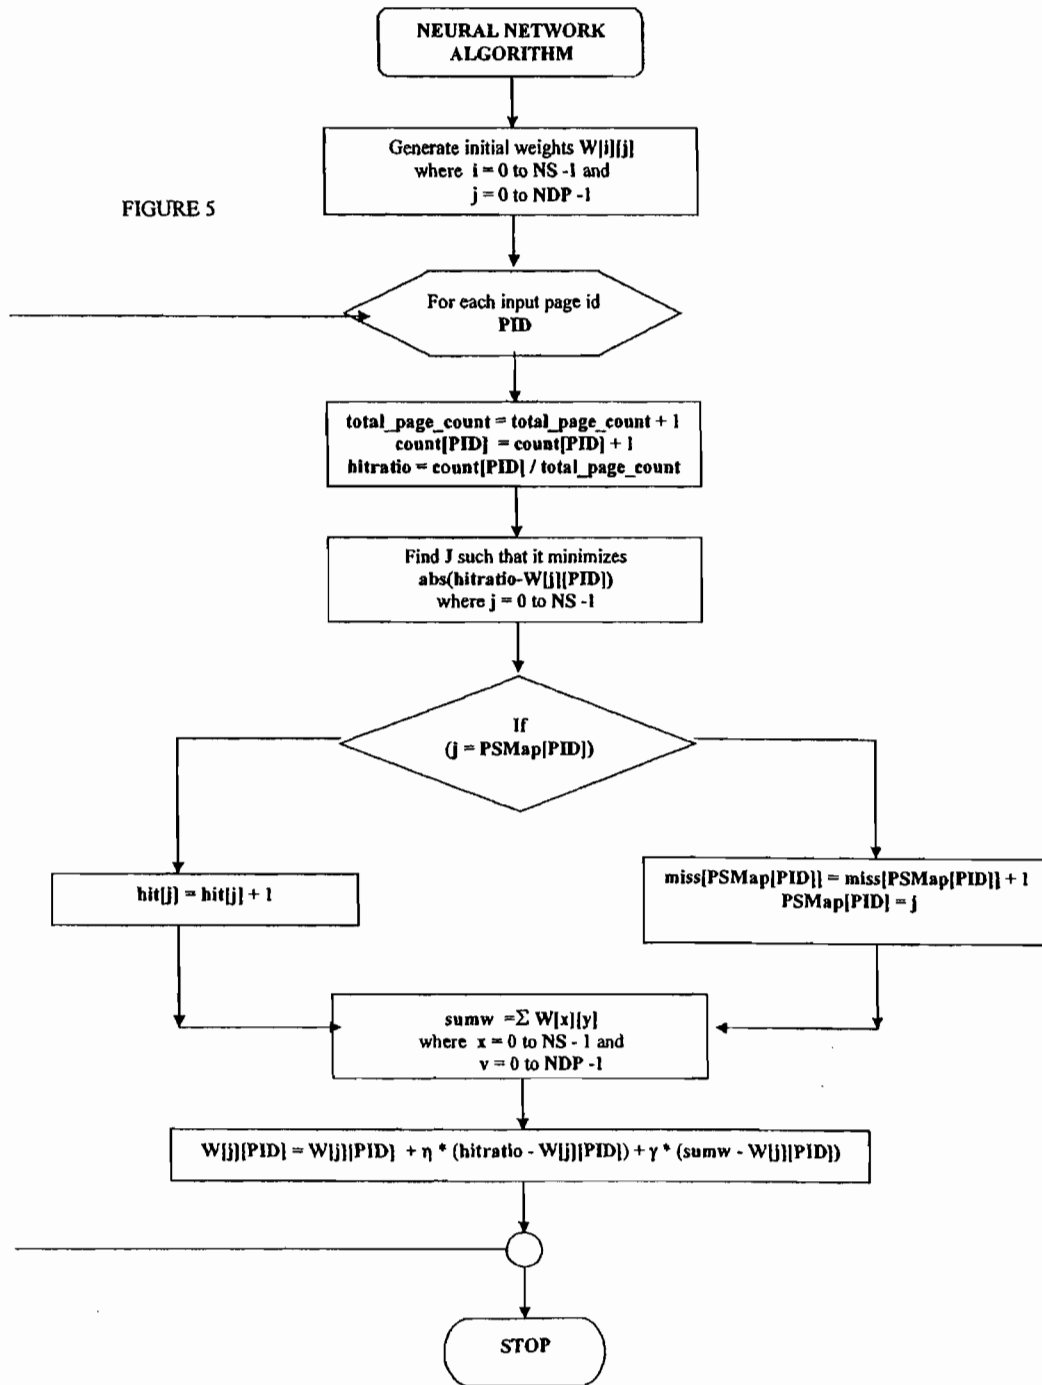 NEURAL NETWORK
ALGORITHM
Generate initial weights W[i][j]
where i = 0 to NS -1 and
j = 0 to NDP -1
FIGURE 5
For each input page id
PID
total_page_count = total_page_count + 1
count[PID] = count[PID] + 1
hitratio = count[PID] / total_page_count
Find J such that it minimizes
abs(hitratio-W[j][PID])
where j = 0 to NS -1
If
(j = PSMap[PID])
hit[j] = hit[j] + 1
miss[PSMap[PID]] = miss[PSMap[PID]] + 1
PSMap[PID] = j
sumw =Σ W[x][y]
where x = 0 to NS - 1 and
v = 0 to NDP -1
W[j][PID] = W[j][PID] + η * (hitratio - W[j][PID]) + γ * (sumw - W[j][PID])
STOP